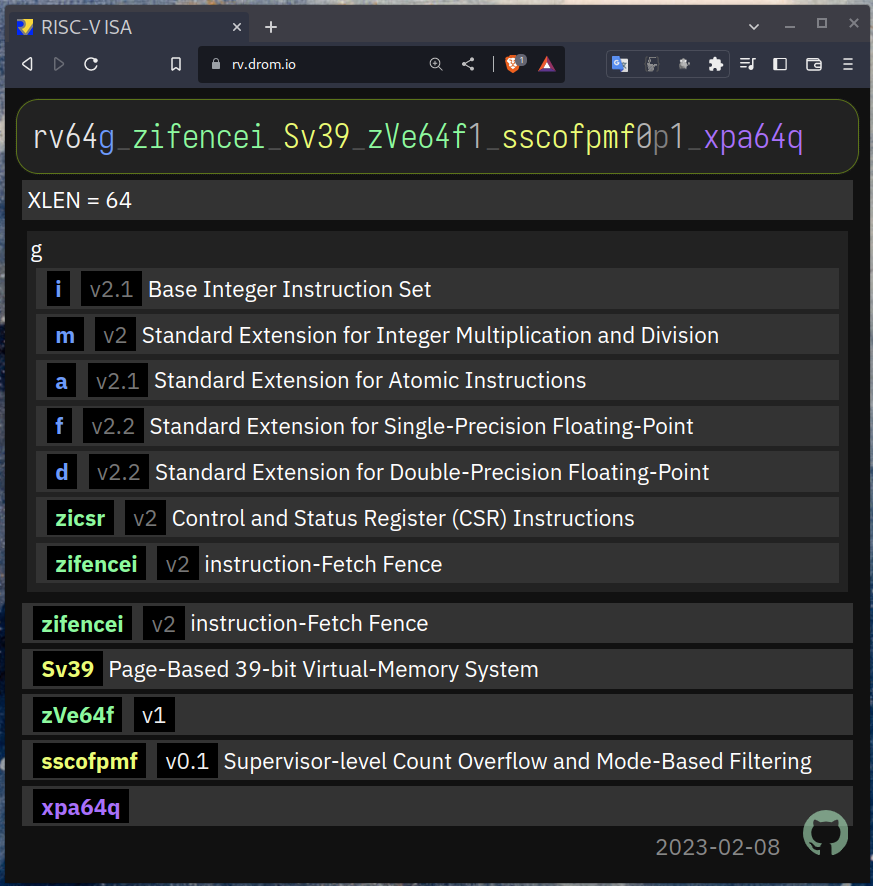 RISC-V ISA
rv.drom.io
1
rv64g_zifencei_Sv39_zVe64f1_sscofpmf0p1_xpa64q
XLEN = 64
g
i v2.1 Base Integer Instruction Set
m v2 Standard Extension for Integer Multiplication and Division
a v2.1 Standard Extension for Atomic Instructions
f v2.2 Standard Extension for Single-Precision Floating-Point
d v2.2 Standard Extension for Double-Precision Floating-Point
zicsr v2 Control and Status Register (CSR) Instructions
zifencei v2 instruction-Fetch Fence
zifencei v2 instruction-Fetch Fence
Sv39 Page-Based 39-bit Virtual-Memory System
zVe64f v1
sscofpmf v0.1 Supervisor-level Count Overflow and Mode-Based Filtering
xpa64q
2023-02-08